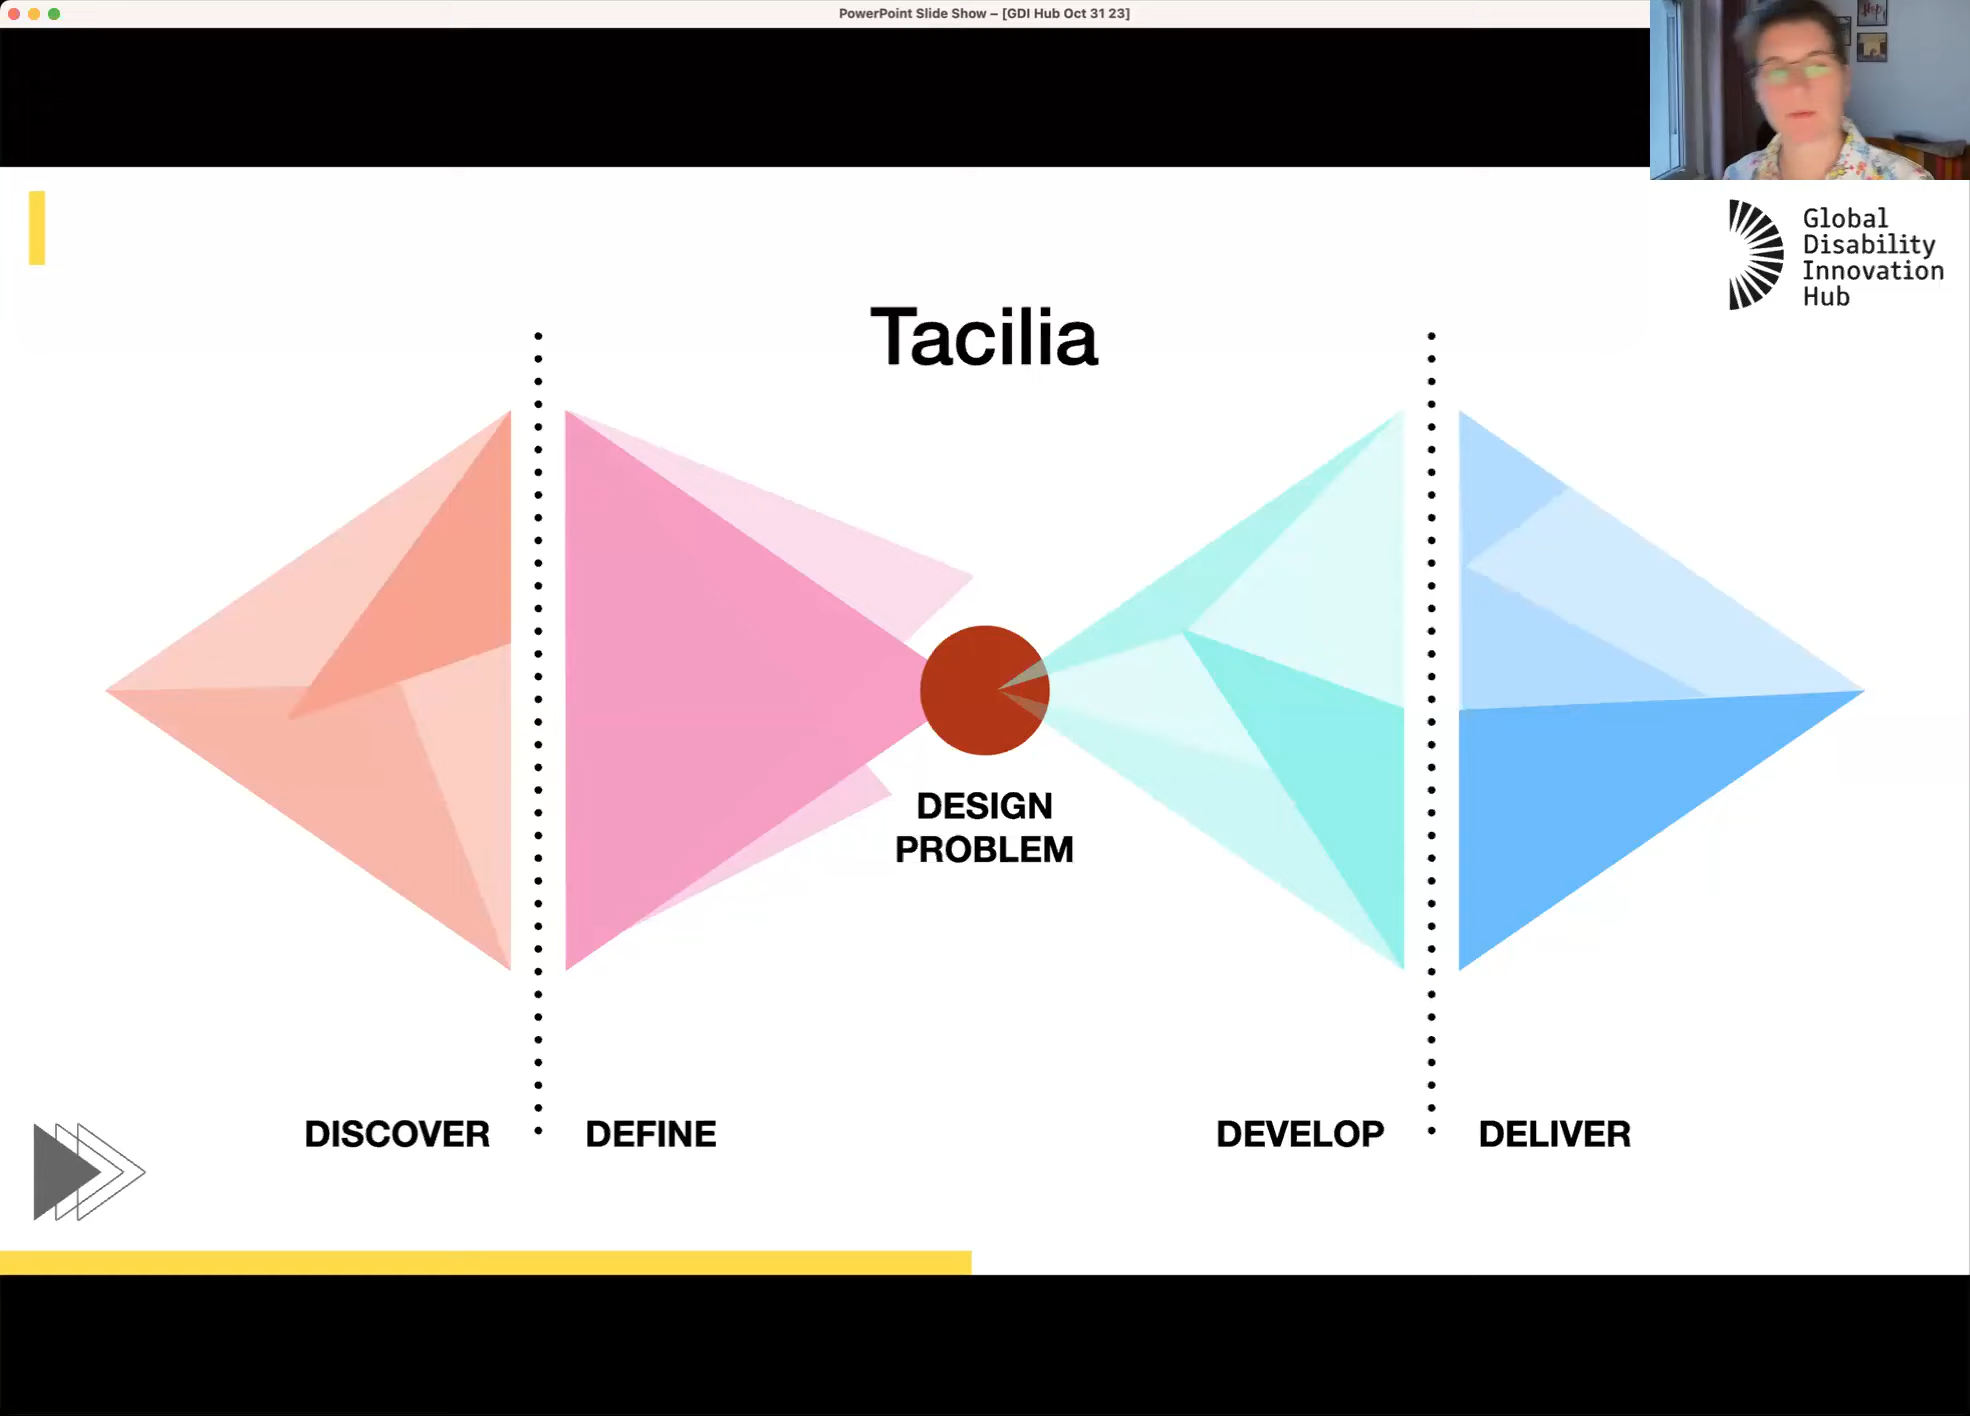 PowerPoint Slide Show – [GDI Hub Oct 31 23]
Global
Disability
Innovation
Hub
Tacilia
DESIGN
PROBLEM
DISCOVER
DEFINE
DEVELOP
DELIVER